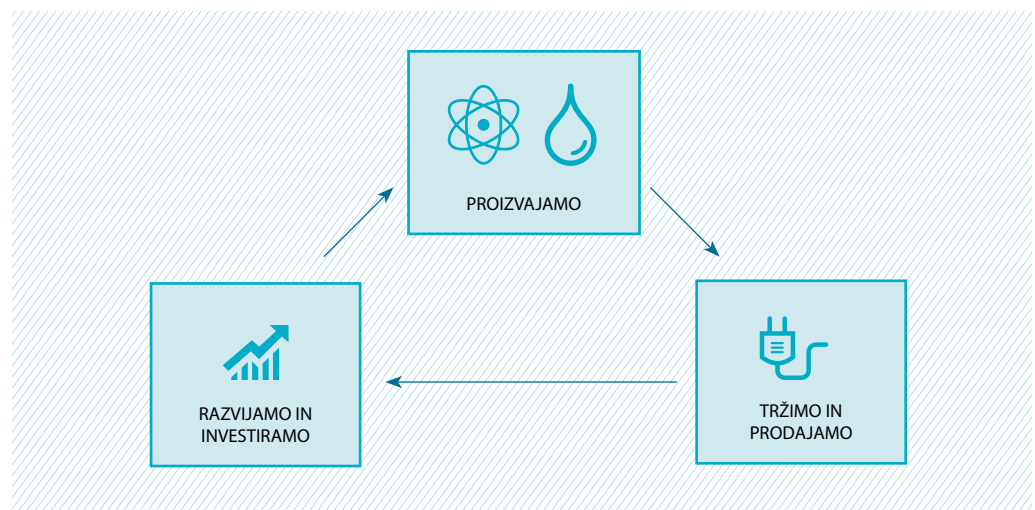 PROIZVAJAMO
RAZVIJAMO IN
INVESTIRAMO
TRŽIMO IN
PRODAJAMO